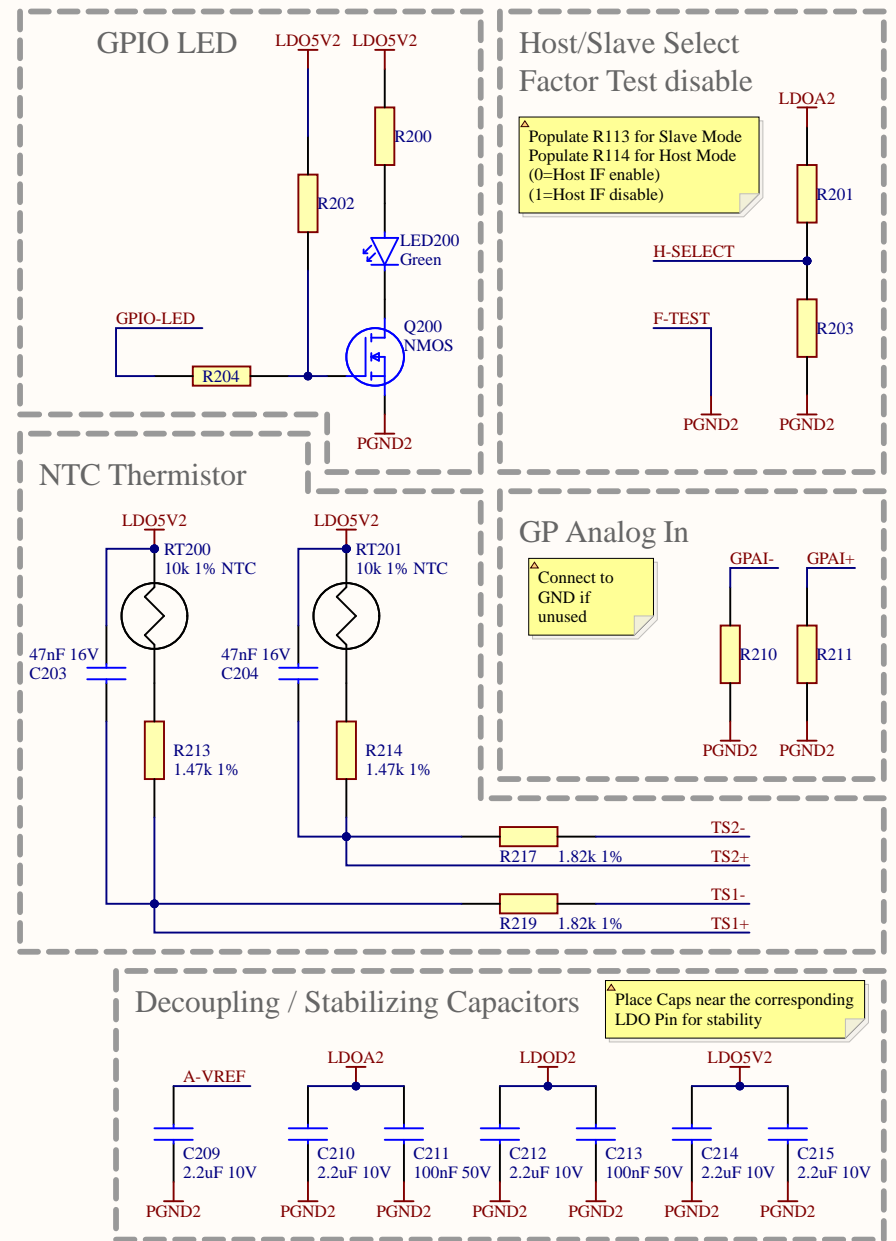 GPIO LED
LDO5V2
LDO5V2
R200
R202
LED200
Green
GPIO-LED
Q200
NMOS
R204
PGND2
Host/Slave Select
Factor Test disable
Populate R113 for Slave Mode
Populate R114 for Host Mode
(0=Host IF enable)
(1=Host IF disable)
LDOA2
R201
H-SELECT
F-TEST
R203
PGND2
PGND2
NTC Thermistor
LDO5V2
RT200
10k 1% NTC
LDO5V2
RT201
10k 1% NTC
47nF 16V
C203
47nF 16V
C204
R213
1.47k 1%
R214
1.47k 1%
TS2-
R217 1.82k 1%
TS2+
TS1-
R219 1.82k 1%
TS1+
GP Analog In
Connect to
GND if
unused
GPAI-
GPAI+
R210
R211
PGND2
PGND2
Decoupling / Stabilizing Capacitors
Place Caps near the corresponding
LDO Pin for stability
A-VREF
LDOA2
LDOD2
LDO5V2
C209
2.2uF 10V
C210
2.2uF 10V
C211
100nF 50V
C212
2.2uF 10V
C213
100nF 50V
C214
2.2uF 10V
C215
2.2uF 10V
PGND2
PGND2
PGND2
PGND2
PGND2
PGND2
PGND2